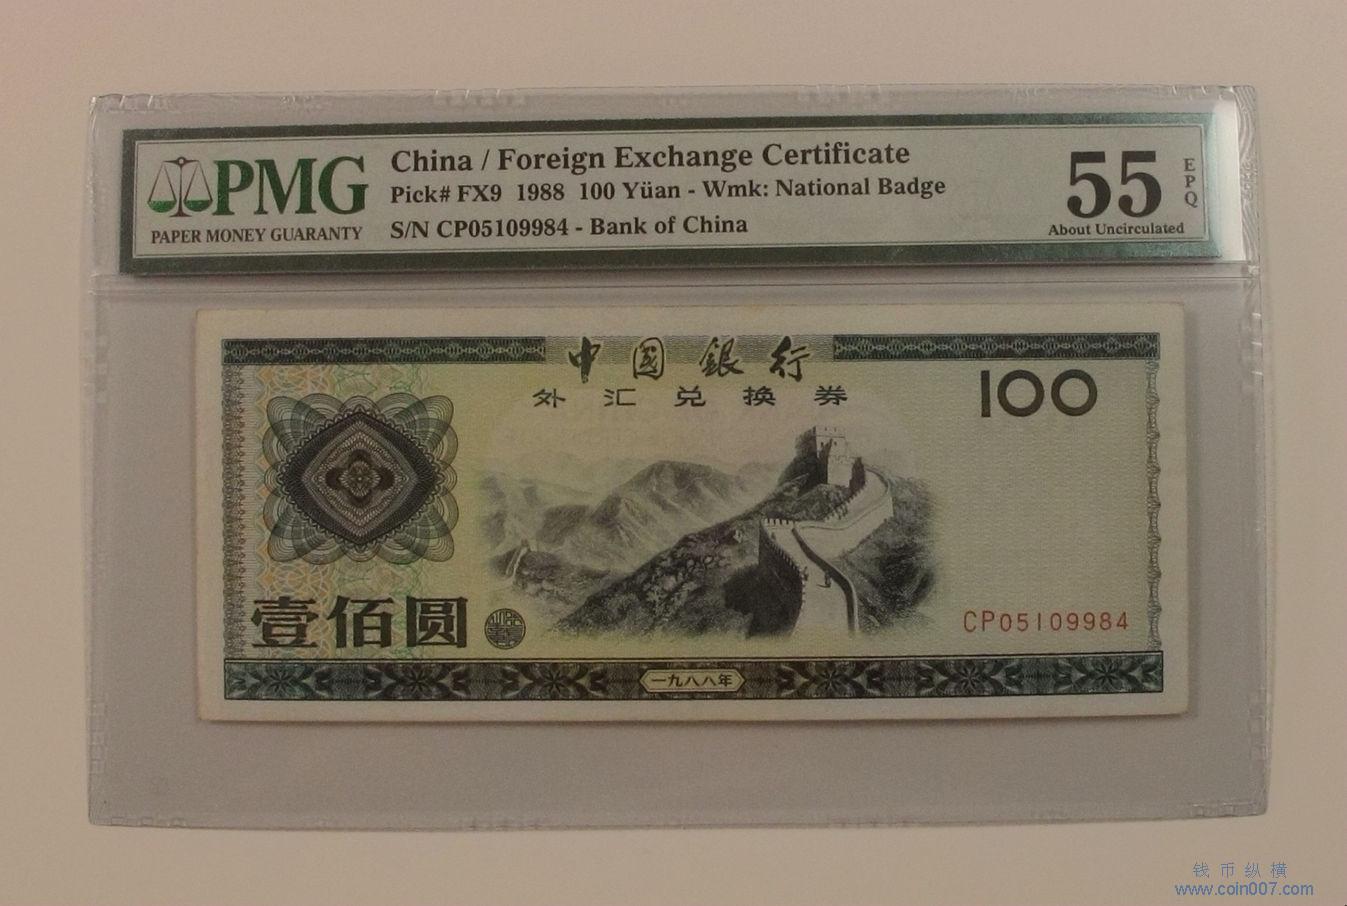 PMG
PAPER MONEY GUARANTY
China / Foreign Exchange Certificate
Pick# FX9 1988 100 Yüan - Wmk: National Badge
S/N CP05109984 - Bank of China
55
EPQ
About Uncirculated
中國銀行
外汇兑换券
100
壹佰圆
CP05109984
一九八八年
钱币纵横
www.coin007.com